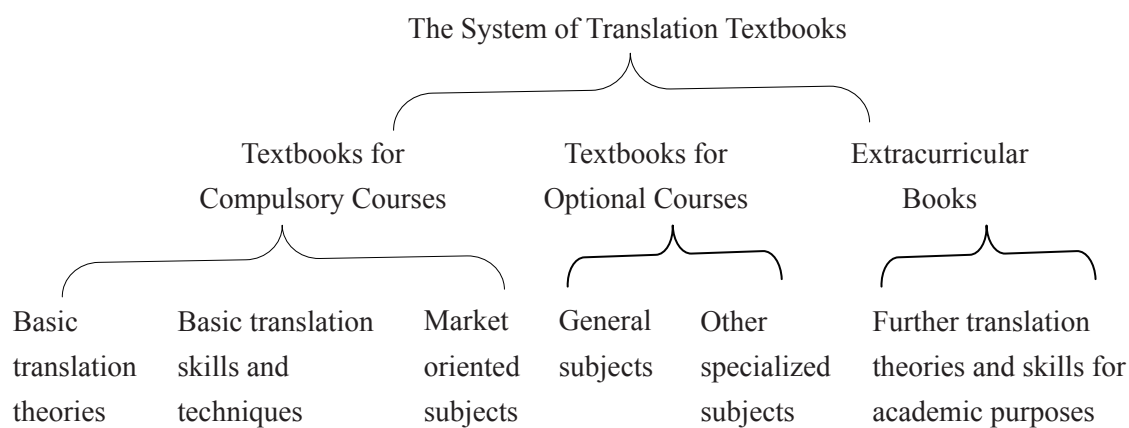 The System of Translation Textbooks
Textbooks for
Compulsory Courses
Textbooks for
Optional Courses
Extracurricular
Books
Basic
translation
theories
Basic translation
skills and
techniques
Market
oriented
subjects
General
subjects
Other
specialized
subjects
Further translation
theories and skills for
academic purposes